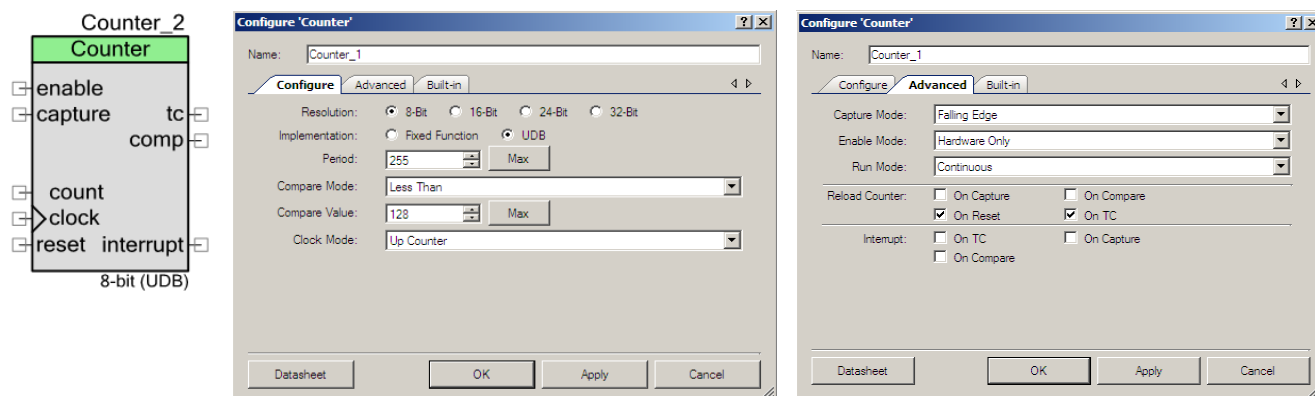 Counter_2
Counter
enable
capture
tc
comp
count
clock
reset
interrupt
8-bit (UDB)
Configure 'Counter'
Name: Counter_1
Configure Advanced Built-in
Resolution: 8-Bit 16-Bit 24-Bit 32-Bit
Implementation: Fixed Function UDB
Period: 255 Max
Compare Mode: Less Than
Compare Value: 128 Max
Clock Mode: Up Counter
Datasheet OK Apply Cancel
Configure 'Counter'
Name: Counter_1
Configure Advanced Built-in
Capture Mode: Falling Edge
Enable Mode: Hardware Only
Run Mode: Continuous
Reload Counter: On Capture On Compare
On Reset On TC
Interrupt: On TC On Capture
On Compare
Datasheet OK Apply Cancel